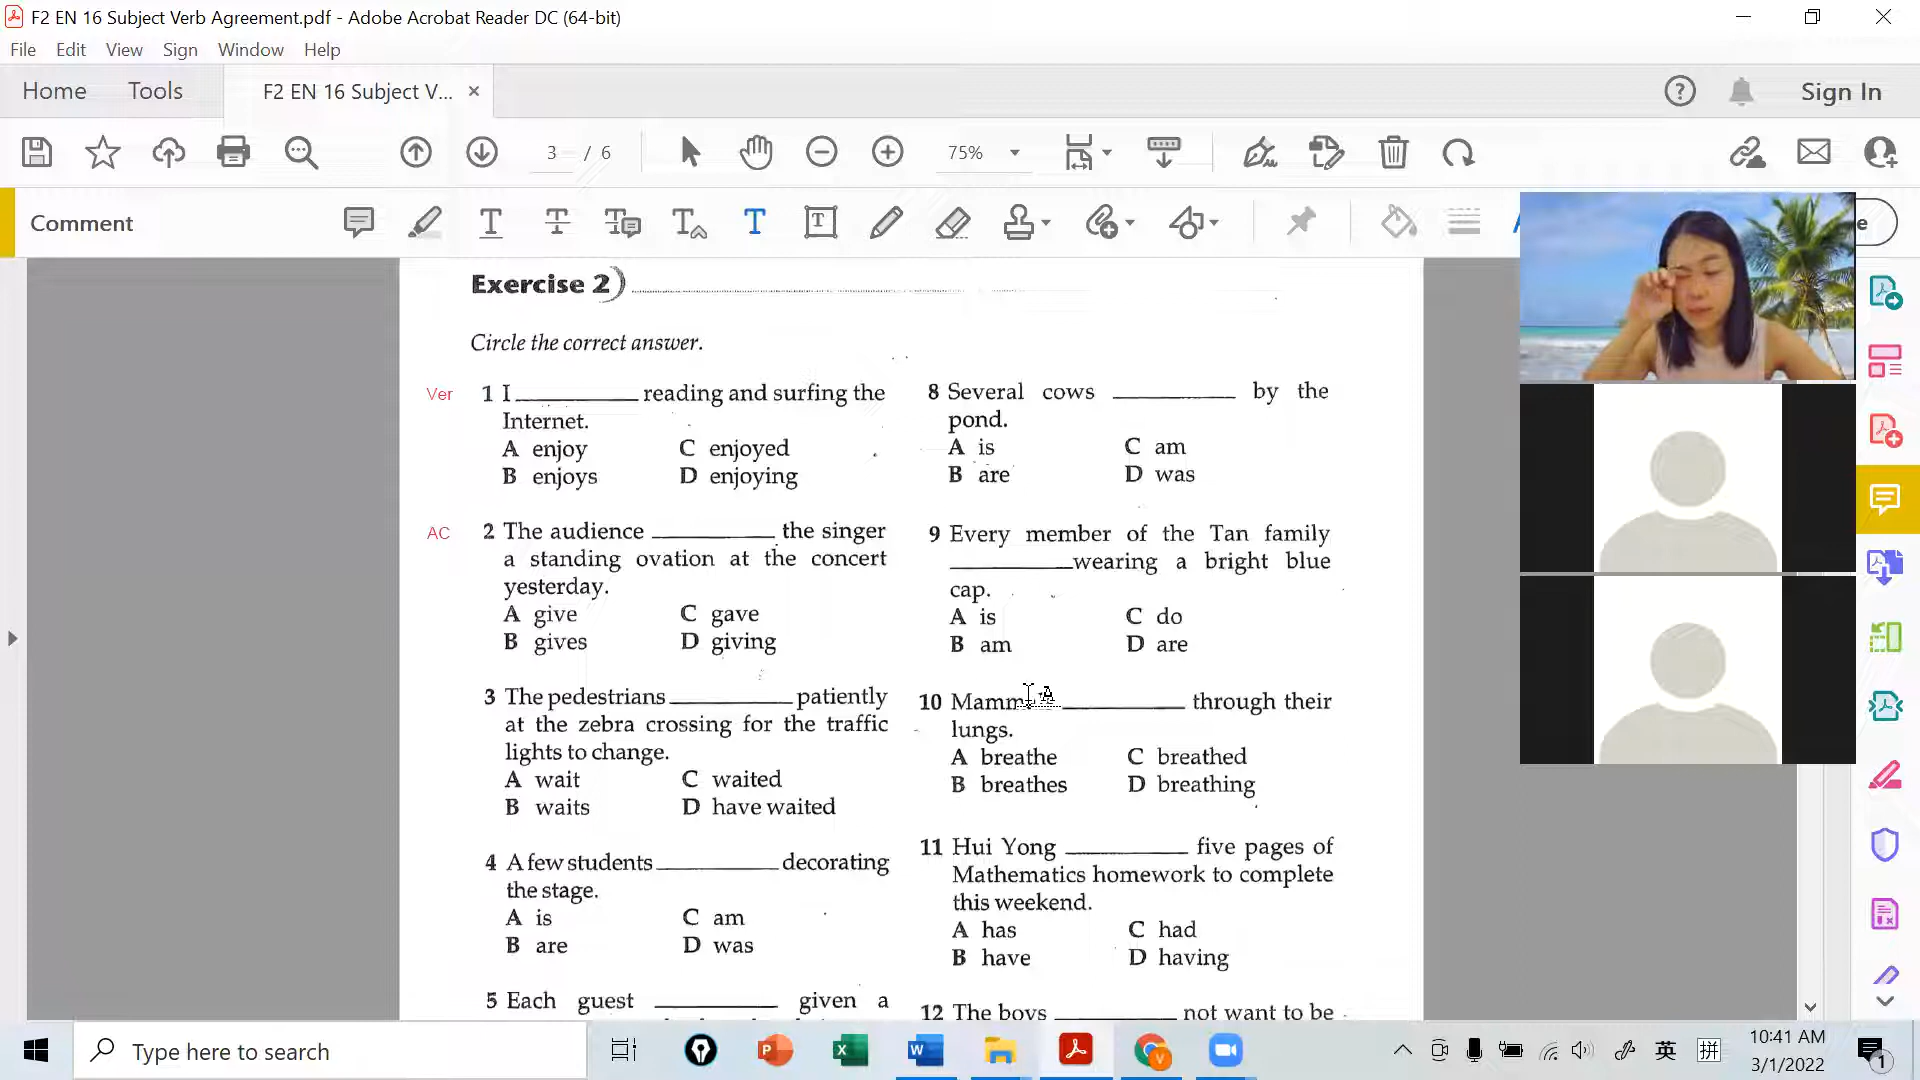 F2 EN 16 Subject Verb Agreement.pdf - Adobe Acrobat Reader DC (64-bit)
File Edit View Sign Window Help
Home Tools F2 EN 16 Subject V... Sign In
3 / 6 75%
Comment
Exercise 2
Circle the correct answer.
Ver 1 I __________ reading and surfing the
Internet.
A enjoy C enjoyed
B enjoys D enjoying
AC 2 The audience __________ the singer
a standing ovation at the concert
yesterday.
A give C gave
B gives D giving
3 The pedestrians __________ patiently
at the zebra crossing for the traffic
lights to change.
A wait C waited
B waits D have waited
4 A few students __________ decorating
the stage.
A is C am
B are D was
5 Each guest __________ given a
8 Several cows __________ by the
pond.
A is C am
B are D was
9 Every member of the Tan family
__________ wearing a bright blue
cap.
A is C do
B am D are
10 __________ through their
lungs.
A breathe C breathed
B breathes D breathing
11 Hui Yong __________ five pages of
Mathematics homework to complete
this weekend.
A has C had
B have D having
12 The boys __________ not want to be
Type here to search
英 拼
10:41 AM
3/1/2022
1